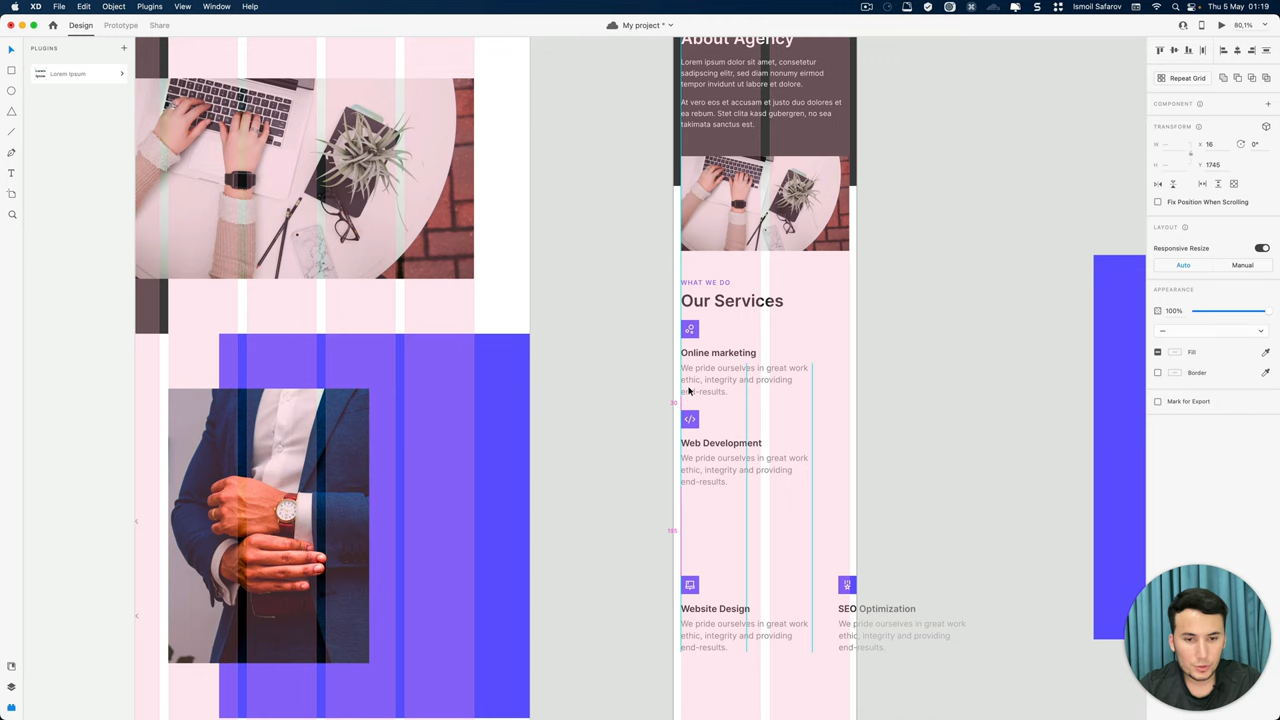 XD File Edit Object Plugins View Window Help
Ismoil Safarov Thu 5 May 01:19
Design Prototype Share
My project *
80,1%
PLUGINS
Lorem Ipsum
Lorem Ipsum
About Agency
Lorem ipsum dolor sit amet, consetetur
sadipscing elitr, sed diam nonumy eirmod
tempor invidunt ut labore et dolore.
At vero eos et accusam et justo duo dolores et
ea rebum. Stet clita kasd gubergren, no sea
takimata sanctus est.
WHAT WE DO
Our Services
Online marketing
We pride ourselves in great work
ethic, integrity and providing
end-results.
30
Web Development
We pride ourselves in great work
ethic, integrity and providing
end-results.
Website Design
We pride ourselves in great work
ethic, integrity and providing
end-results.
SEO Optimization
We pride ourselves in great work
ethic, integrity and providing
end-results.
Repeat Grid
COMPONENT
TRANSFORM
W X 16 0°
H Y 1745
Fix Position When Scrolling
LAYOUT
Responsive Resize
Auto Manual
APPEARANCE
100%
Fill
Border
Mark for Export